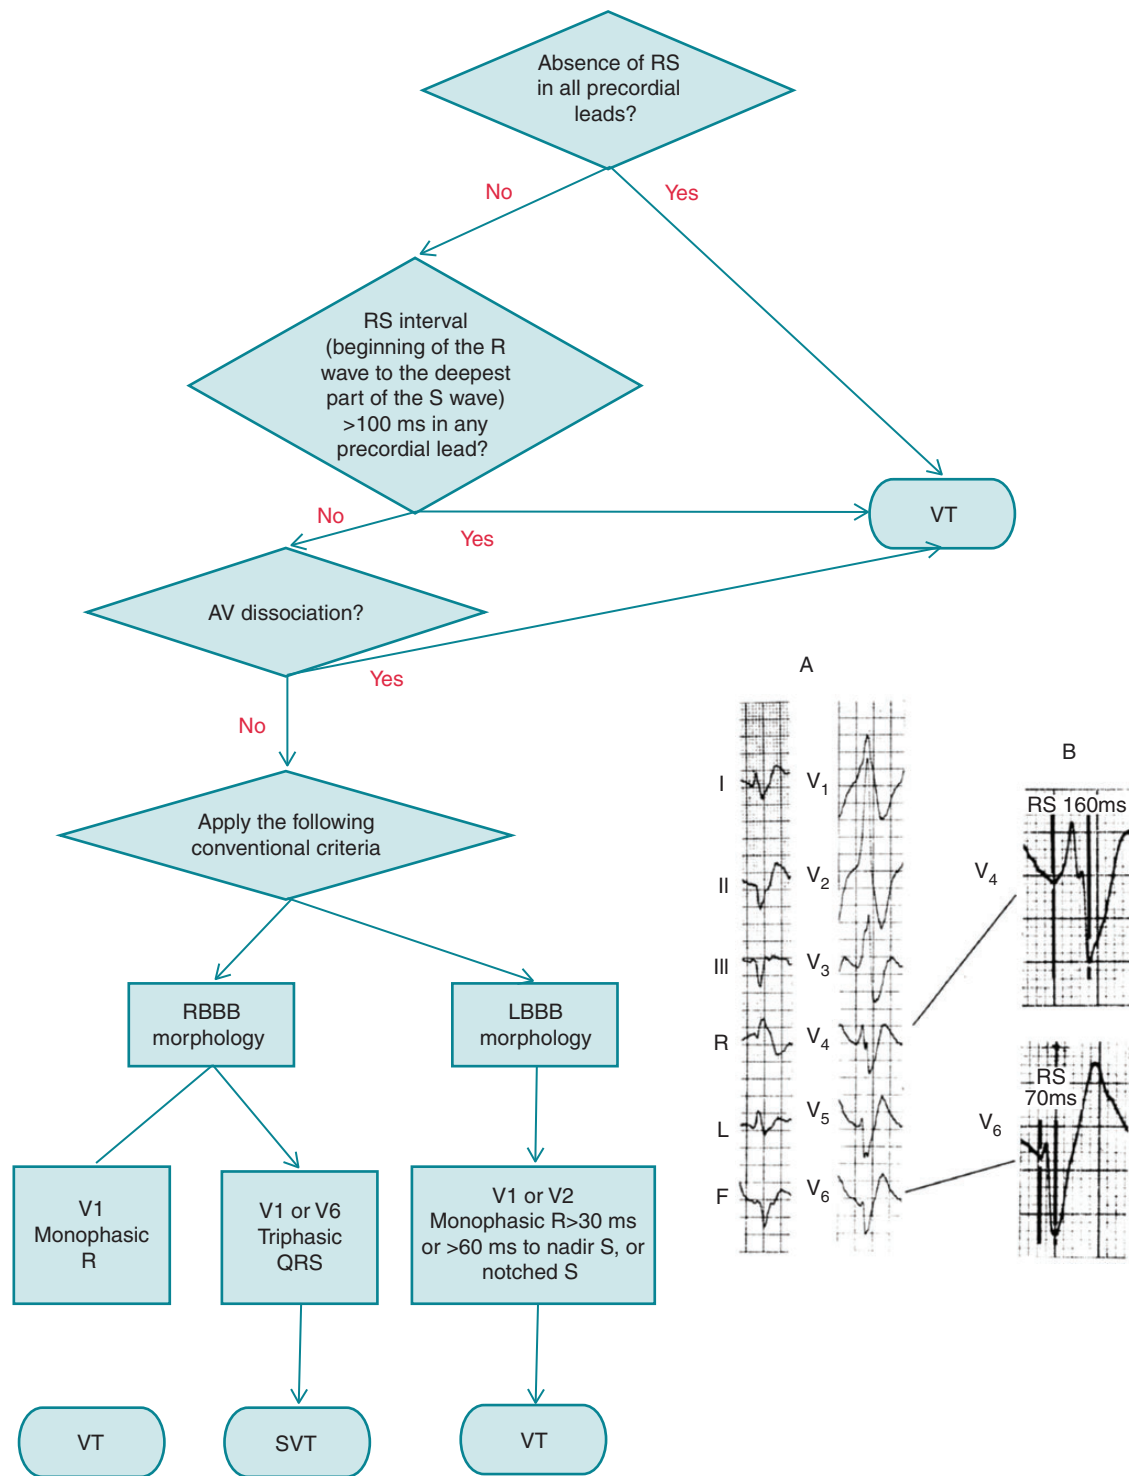 Absence of RS
in all precordial
leads?
No
Yes
RS interval
(beginning of the R
wave to the deepest
part of the S wave)
>100 ms in any
precordial lead?
VT
No
Yes
AV dissociation?
Yes
No
Apply the following
conventional criteria
RBBB
morphology
LBBB
morphology
V1
Monophasic
R
V1 or V6
Triphasic
QRS
V1 or V2
Monophasic R>30 ms
or >60 ms to nadir S, or
notched S
VT
SVT
VT
A
I
II
III
R
L
F
V1
V2
V3
V4
V5
V6
B
RS 160ms
V4
RS
70ms
V6